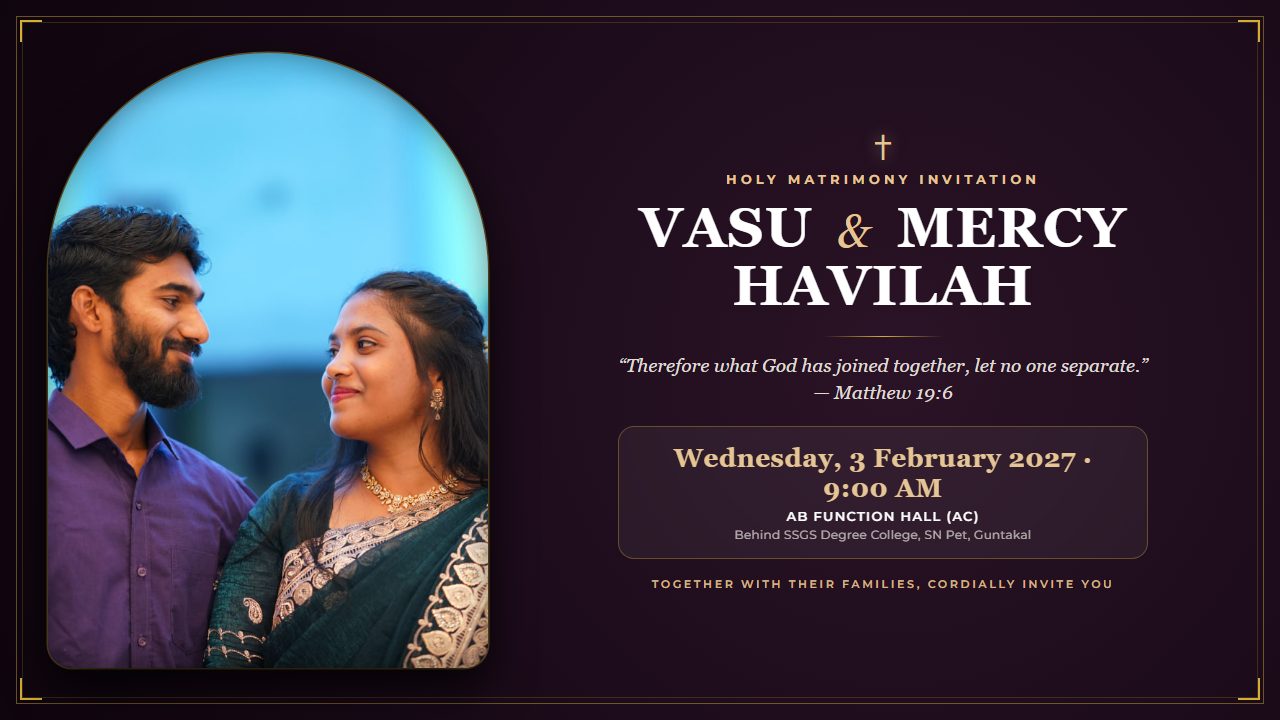 HOLY MATRIMONY INVITATION
VASU & MERCY
HAVILAH
“Therefore what God has joined together, let no one separate.”
— Matthew 19:6
Wednesday, 3 February 2027 ·
9:00 AM
AB FUNCTION HALL (AC)
Behind SSGS Degree College, SN Pet, Guntakal
TOGETHER WITH THEIR FAMILIES, CORDIALLY INVITE YOU